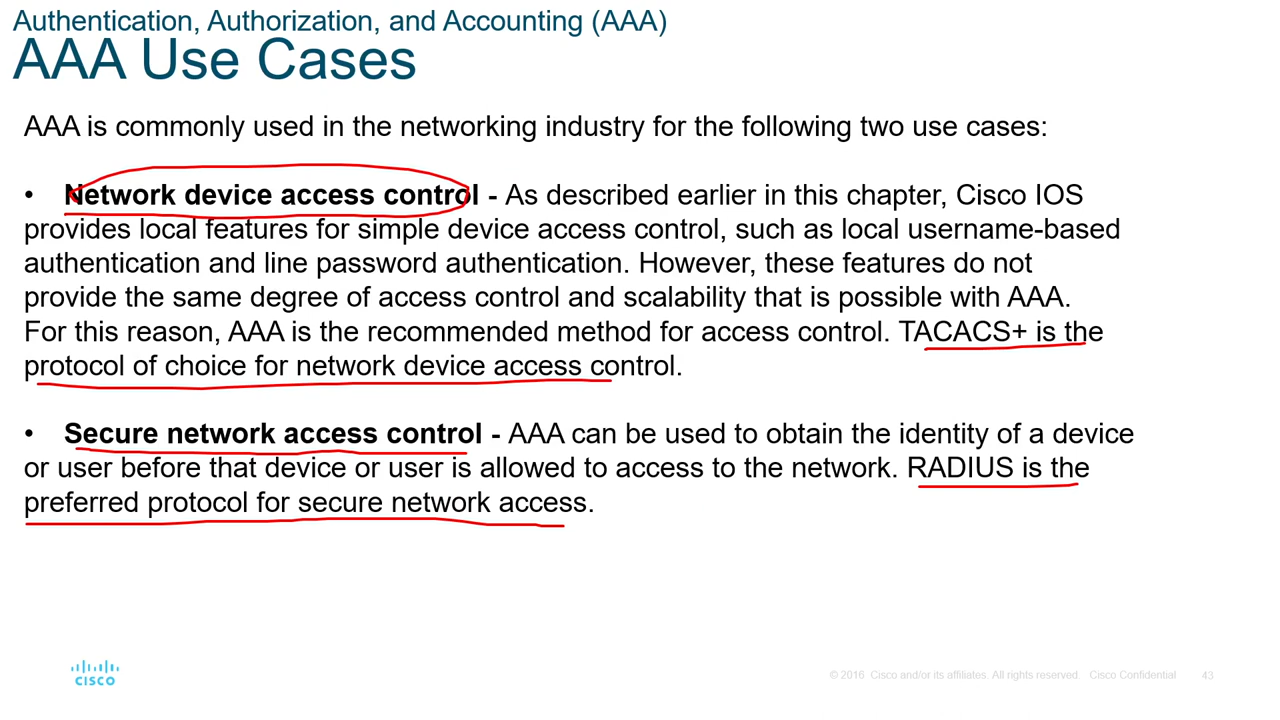 Authentication, Authorization, and Accounting (AAA)
AAA Use Cases
AAA is commonly used in the networking industry for the following two use cases:
• Network device access control - As described earlier in this chapter, Cisco IOS
provides local features for simple device access control, such as local username-based
authentication and line password authentication. However, these features do not
provide the same degree of access control and scalability that is possible with AAA.
For this reason, AAA is the recommended method for access control. TACACS+ is the
protocol of choice for network device access control.
• Secure network access control - AAA can be used to obtain the identity of a device
or user before that device or user is allowed to access to the network. RADIUS is the
preferred protocol for secure network access.
CISCO
© 2016 Cisco and/or its affiliates. All rights reserved. Cisco Confidential 43